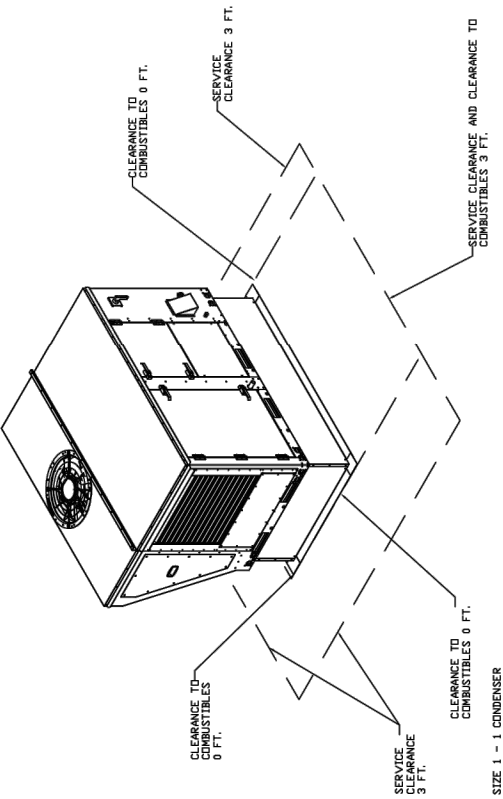 CLEARANCE TO
COMBUSTIBLES
0 FT.
SERVICE
CLEARANCE
3 FT.
CLEARANCE TO
COMBUSTIBLES 0 FT.
CLEARANCE TO
COMBUSTIBLES 0 FT.
SERVICE
CLEARANCE 3 FT.
SERVICE CLEARANCE AND CLEARANCE TO
COMBUSTIBLES 3 FT.
SIZE 1 - 1 CONDENSER